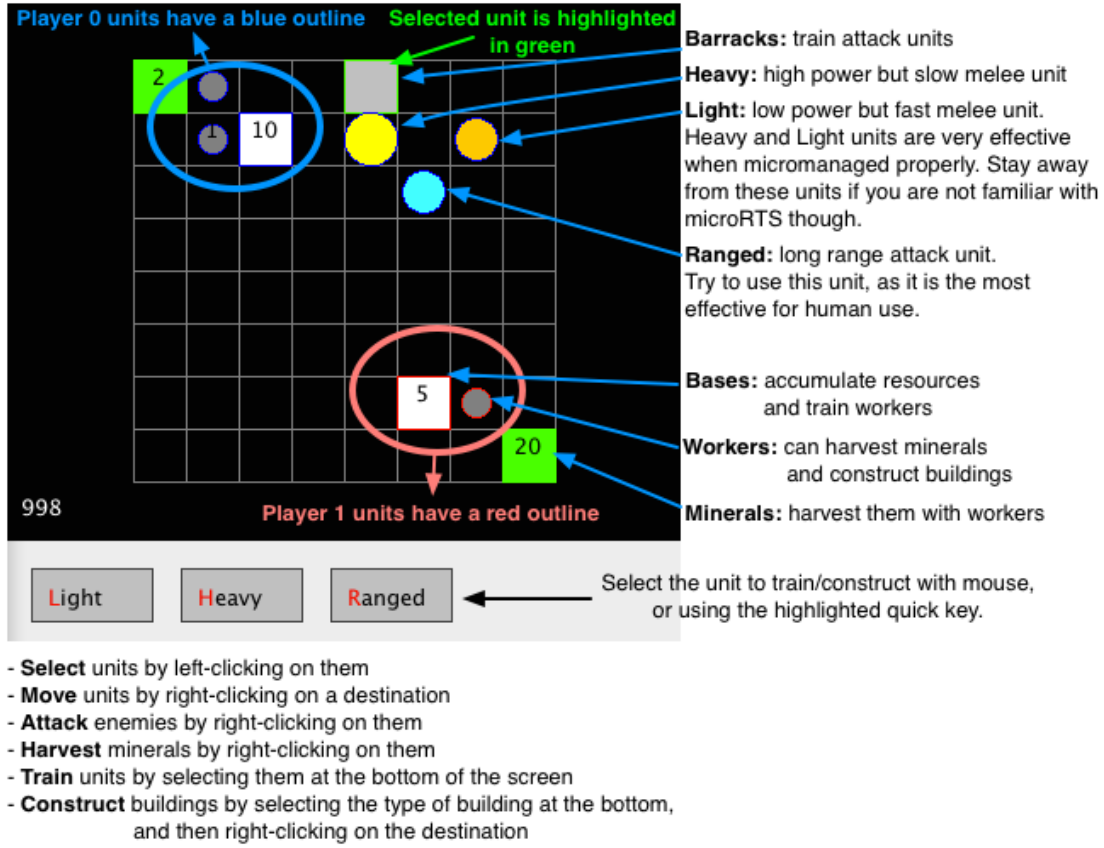 Player 0 units have a blue outline
Selected unit is highlighted
in green
Barracks: train attack units
Heavy: high power but slow melee unit
Light: low power but fast melee unit.
Heavy and Light units are very effective
when micromanaged properly. Stay away
from these units if you are not familiar with
microRTS though.
Ranged: long range attack unit.
Try to use this unit, as it is the most
effective for human use.
2
1
10
5
20
Bases: accumulate resources
and train workers
Workers: can harvest minerals
and construct buildings
Minerals: harvest them with workers
998
Player 1 units have a red outline
Light
Heavy
Ranged
Select the unit to train/construct with mouse,
or using the highlighted quick key.
- Select units by left-clicking on them
- Move units by right-clicking on a destination
- Attack enemies by right-clicking on them
- Harvest minerals by right-clicking on them
- Train units by selecting them at the bottom of the screen
- Construct buildings by selecting the type of building at the bottom,
and then right-clicking on the destination